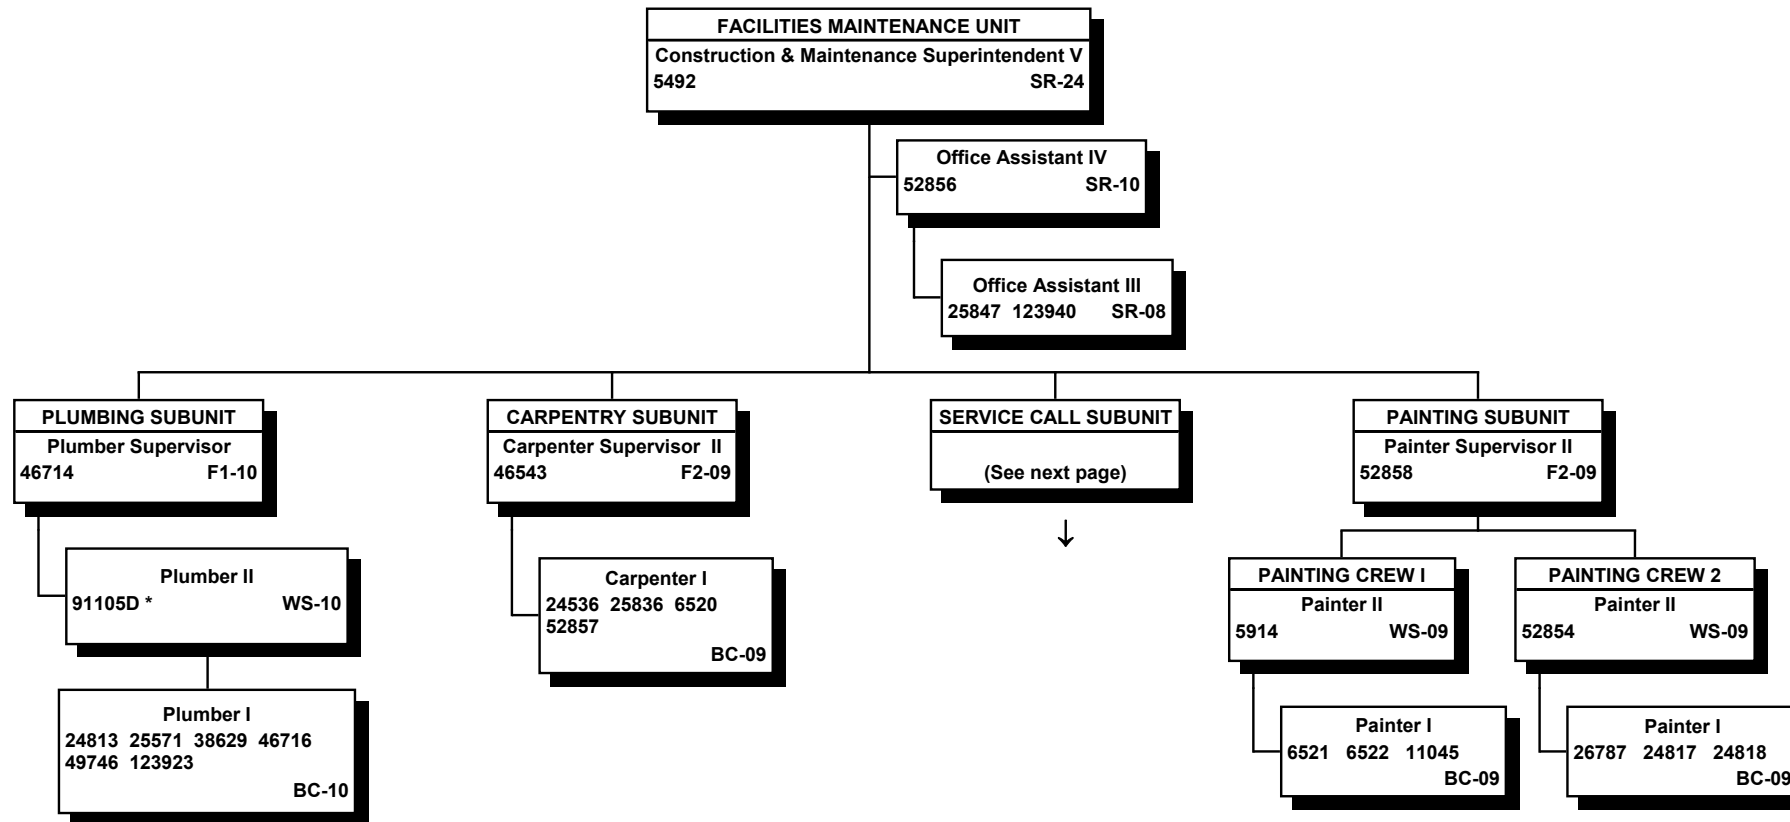 FACILITIES MAINTENANCE UNIT
Construction & Maintenance Superintendent V
5492 SR-24
Office Assistant IV
52856 SR-10
Office Assistant III
25847 123940 SR-08
PLUMBING SUBUNIT
Plumber Supervisor
46714 F1-10
Plumber II
91105D * WS-10
Plumber I
24813 25571 38629 46716
49746 123923
BC-10
CARPENTRY SUBUNIT
Carpenter Supervisor II
46543 F2-09
Carpenter I
24536 25836 6520
52857
BC-09
SERVICE CALL SUBUNIT
(See next page)
PAINTING SUBUNIT
Painter Supervisor II
52858 F2-09
PAINTING CREW I
Painter II
5914 WS-09
Painter I
6521 6522 11045
BC-09
PAINTING CREW 2
Painter II
52854 WS-09
Painter I
26787 24817 24818
BC-09